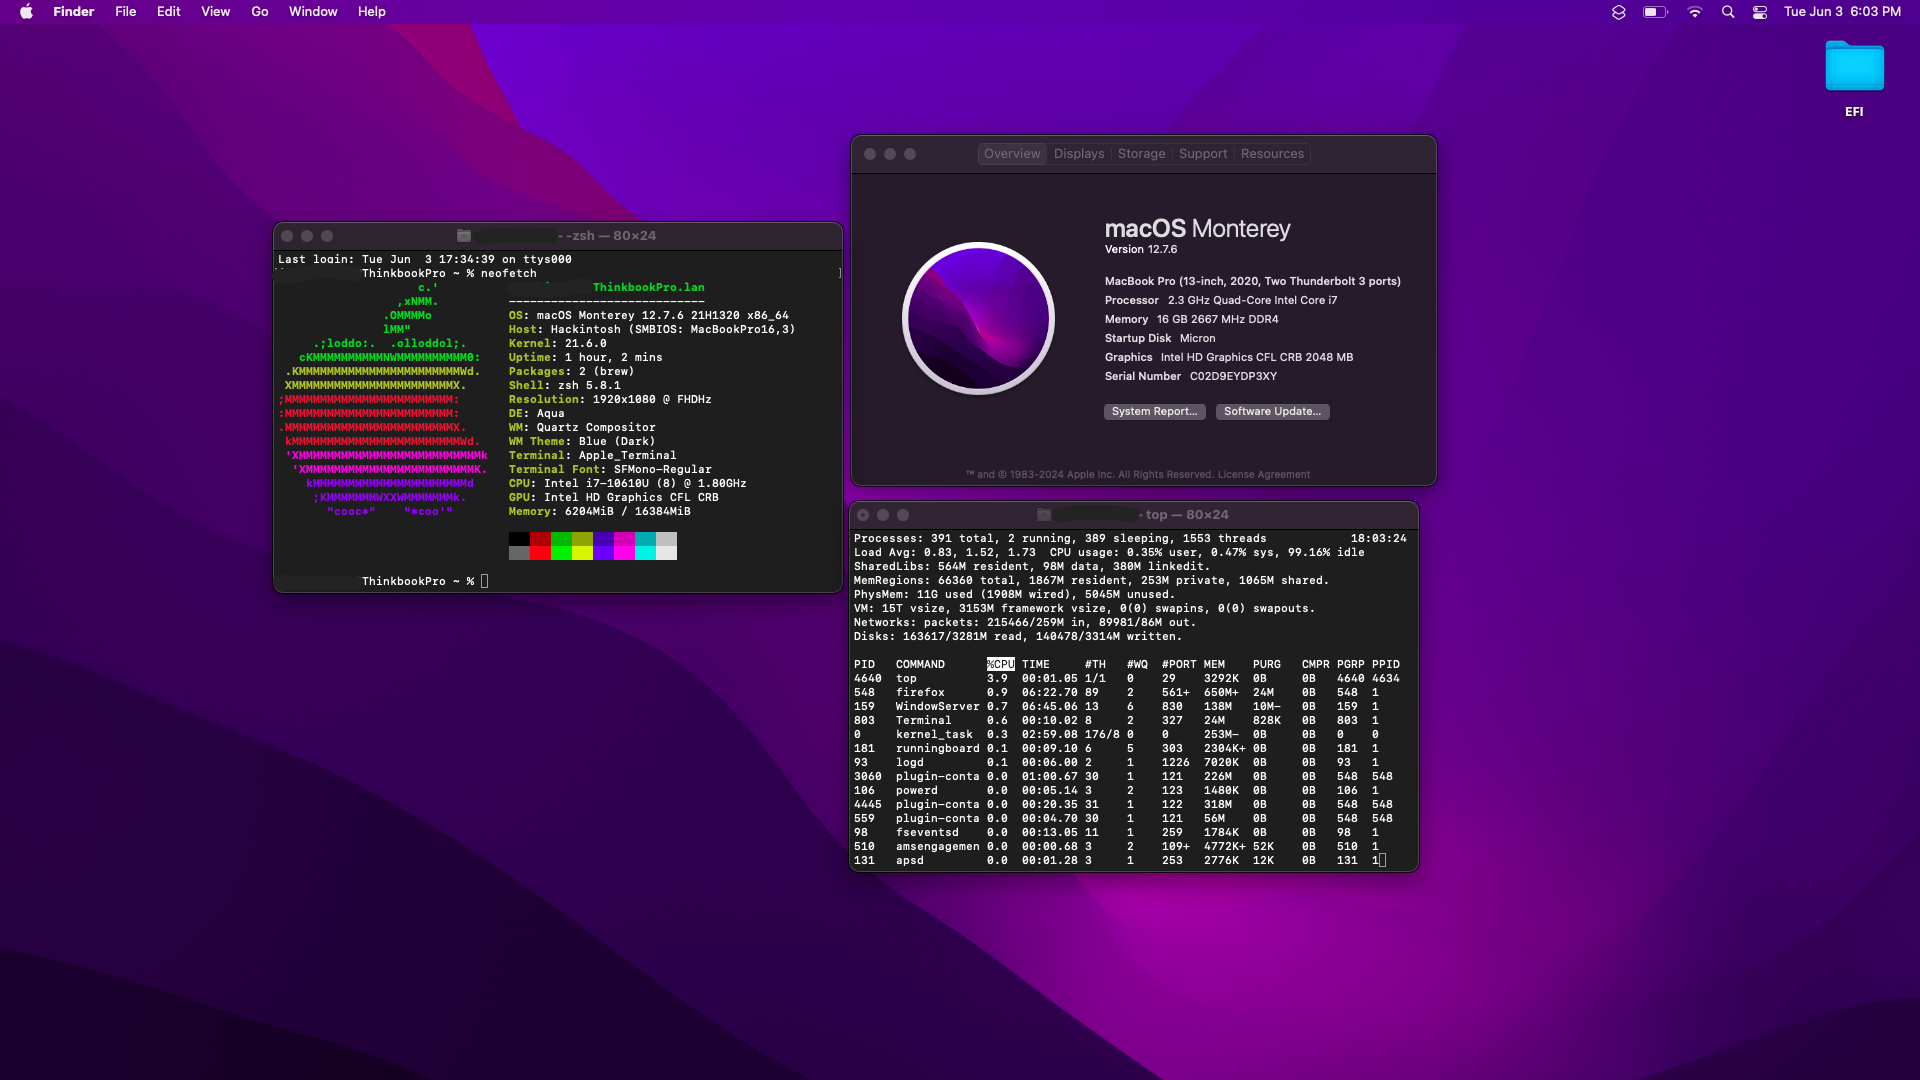 Finder File Edit View Go Window Help
Tue Jun 3 6:03 PM
EFI
-zsh — 80×24
Last login: Tue Jun  3 17:34:39 on ttys000
ThinkbookPro ~ % neofetch
c.'
,xNMM.
.OMMMMo
lMM"
.;loddo:.  .olloddol;.
cKMMMMMMMMMMNWMMMMMMMMMM0:
.KMMMMMMMMMMMMMMMMMMMMMMMWd.
XMMMMMMMMMMMMMMMMMMMMMMMX.
;MMMMMMMMMMMMMMMMMMMMMMMM:
:MMMMMMMMMMMMMMMMMMMMMMMM:
.MMMMMMMMMMMMMMMMMMMMMMMMX.
kMMMMMMMMMMMMMMMMMMMMMMMMWd.
'XMMMMMMMMMMMMMMMMMMMMMMMMMMk
'XMMMMMMMMMMMMMMMMMMMMMMMMK.
kMMMMMMMMMMMMMMMMMMMMMMd
;KMMMMMMMWXXWMMMMMMMk.
"cooc*"    "*coo'"
ThinkbookPro.lan
----------------------------
OS: macOS Monterey 12.7.6 21H1320 x86_64
Host: Hackintosh (SMBIOS: MacBookPro16,3)
Kernel: 21.6.0
Uptime: 1 hour, 2 mins
Packages: 2 (brew)
Shell: zsh 5.8.1
Resolution: 1920x1080 @ FHDHz
DE: Aqua
WM: Quartz Compositor
WM Theme: Blue (Dark)
Terminal: Apple_Terminal
Terminal Font: SFMono-Regular
CPU: Intel i7-10610U (8) @ 1.80GHz
GPU: Intel HD Graphics CFL CRB
Memory: 6204MiB / 16384MiB
ThinkbookPro ~ %
Overview Displays Storage Support Resources
macOS Monterey
Version 12.7.6
MacBook Pro (13-inch, 2020, Two Thunderbolt 3 ports)
Processor 2.3 GHz Quad-Core Intel Core i7
Memory 16 GB 2667 MHz DDR4
Startup Disk Micron
Graphics Intel HD Graphics CFL CRB 2048 MB
Serial Number C02D9EYDP3XY
System Report... Software Update...
™ and © 1983-2024 Apple Inc. All Rights Reserved. License Agreement
top — 80×24
Processes: 391 total, 2 running, 389 sleeping, 1553 threads 18:03:24
Load Avg: 0.83, 1.52, 1.73  CPU usage: 0.35% user, 0.47% sys, 99.16% idle
SharedLibs: 564M resident, 98M data, 380M linkedit.
MemRegions: 66360 total, 1867M resident, 253M private, 1065M shared.
PhysMem: 11G used (1908M wired), 5045M unused.
VM: 15T vsize, 3153M framework vsize, 0(0) swapins, 0(0) swapouts.
Networks: packets: 215466/259M in, 89981/86M out.
Disks: 163617/3281M read, 140478/3314M written.
PID COMMAND %CPU TIME #TH #WQ #PORT MEM PURG CMPR PGRP PPID
4640 top 3.9 00:01.05 1/1 0 29 3292K 0B 0B 4640 4634
548 firefox 0.9 06:22.70 89 2 561+ 650M+ 24M 0B 548 1
159 WindowServer 0.7 06:45.06 13 6 830 138M 10M- 0B 159 1
803 Terminal 0.6 00:10.02 8 2 327 24M 828K 0B 803 1
0 kernel_task 0.3 02:59.08 176/8 0 0 253M- 0B 0B 0 0
181 runningboard 0.1 00:09.10 6 5 303 2304K+ 0B 0B 181 1
93 logd 0.1 00:06.00 2 1 1226 7020K 0B 0B 93 1
3060 plugin-conta 0.0 01:00.67 30 1 121 226M 0B 0B 548 548
106 powerd 0.0 00:05.14 3 2 123 1480K 0B 0B 106 1
4445 plugin-conta 0.0 00:20.35 31 1 122 318M 0B 0B 548 548
559 plugin-conta 0.0 00:04.70 30 1 121 56M 0B 0B 548 548
98 fseventsd 0.0 00:13.05 11 1 259 1784K 0B 0B 98 1
510 amsengagemen 0.0 00:00.68 3 2 109+ 4772K+ 52K 0B 510 1
131 apsd 0.0 00:01.28 3 1 253 2776K 12K 0B 131 1